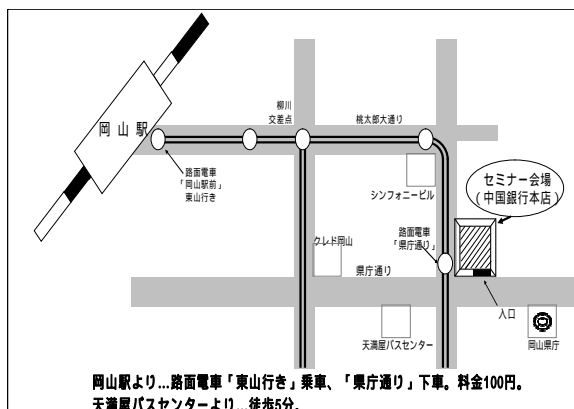 柳川
交差点
桃太郎大通り
岡山駅
路面電車
「岡山駅前」
東山行き
シンフォニービル
セミナー会場
（中国銀行本店）
クレド岡山
路面電車
「県庁通り」
県庁通り
入口
天満屋バスセンター
岡山県庁
岡山駅より…路面電車「東山行き」乗車、「県庁通り」下車。料金100円。
天満屋バスセンターより…徒歩5分。